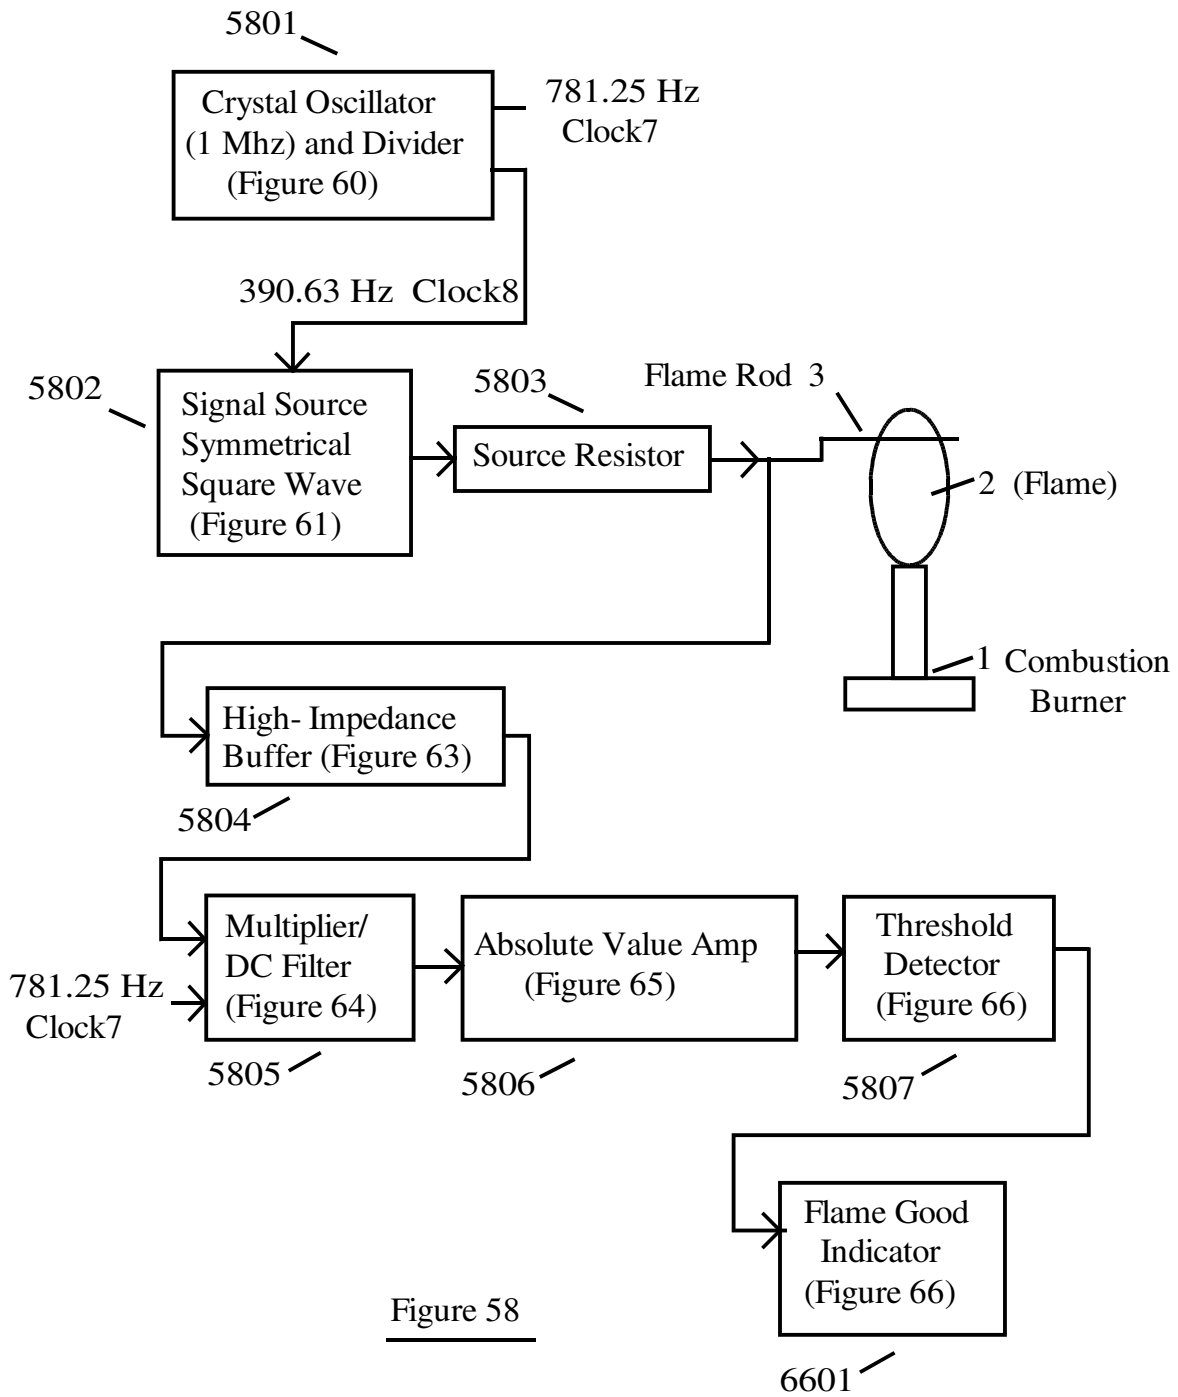 5801
Crystal Oscillator
(1 Mhz) and Divider
(Figure 60)
781.25 Hz
Clock7
390.63 Hz  Clock8
5802
Signal Source
Symmetrical
Square Wave
(Figure 61)
5803
Source Resistor
Flame Rod  3
2  (Flame)
1 Combustion
Burner
High- Impedance
Buffer (Figure 63)
5804
Multiplier/
DC Filter
(Figure 64)
781.25 Hz
Clock7
5805
Absolute Value Amp
(Figure 65)
5806
Threshold
Detector
(Figure 66)
5807
Flame Good
Indicator
(Figure 66)
6601
Figure 58